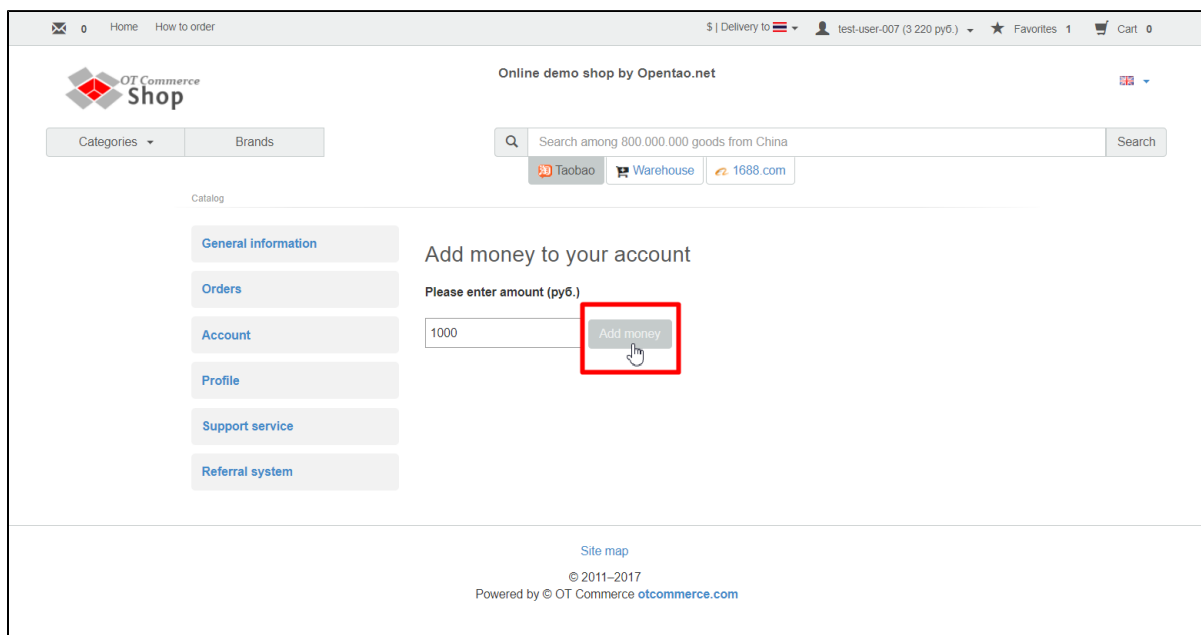 0 Home How to order $ | Delivery to test-user-007 (3 220 руб.) Favorites 1 Cart 0
OT Commerce
Shop
Online demo shop by Opentao.net
Categories Brands Search among 800.000.000 goods from China Search
Taobao Warehouse 1688.com
Catalog
General information
Orders
Account
Profile
Support service
Referral system
Add money to your account
Please enter amount (руб.)
1000 Add money
Site map
© 2011–2017
Powered by © OT Commerce otcommerce.com